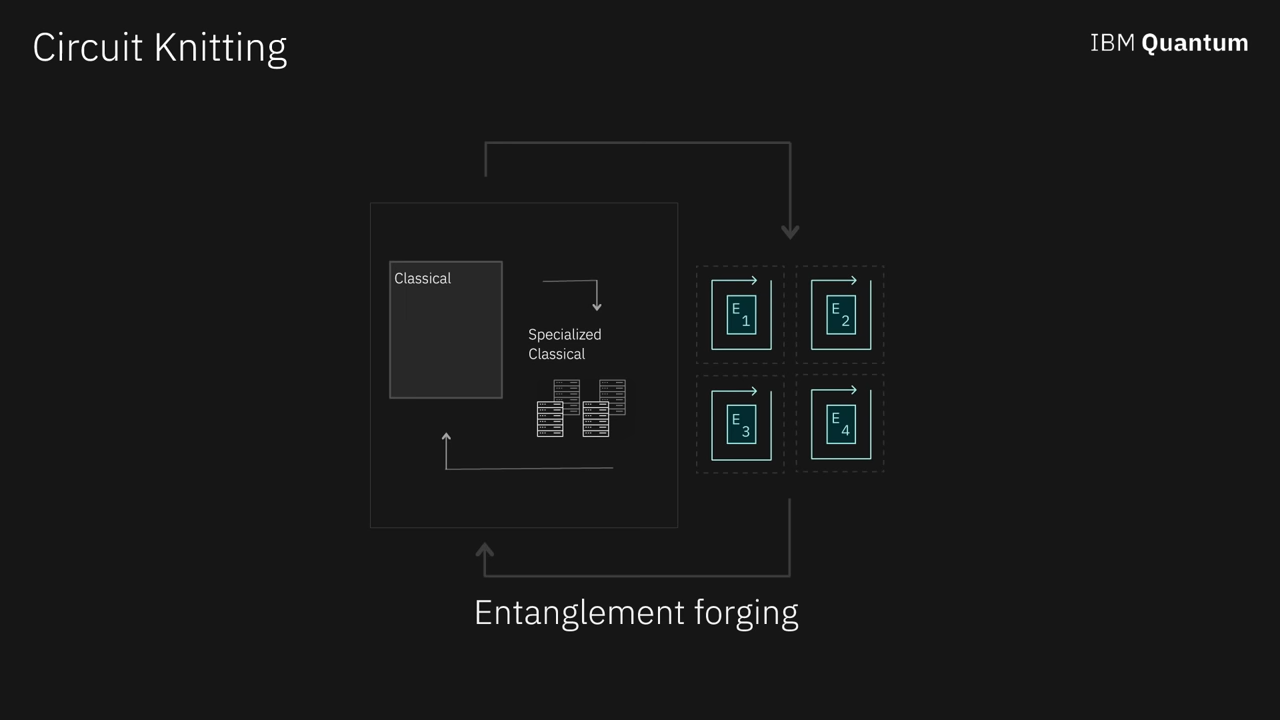 Circuit Knitting
IBM Quantum
Classical
Specialized
Classical
E
1
E
2
E
3
E
4
Entanglement forging